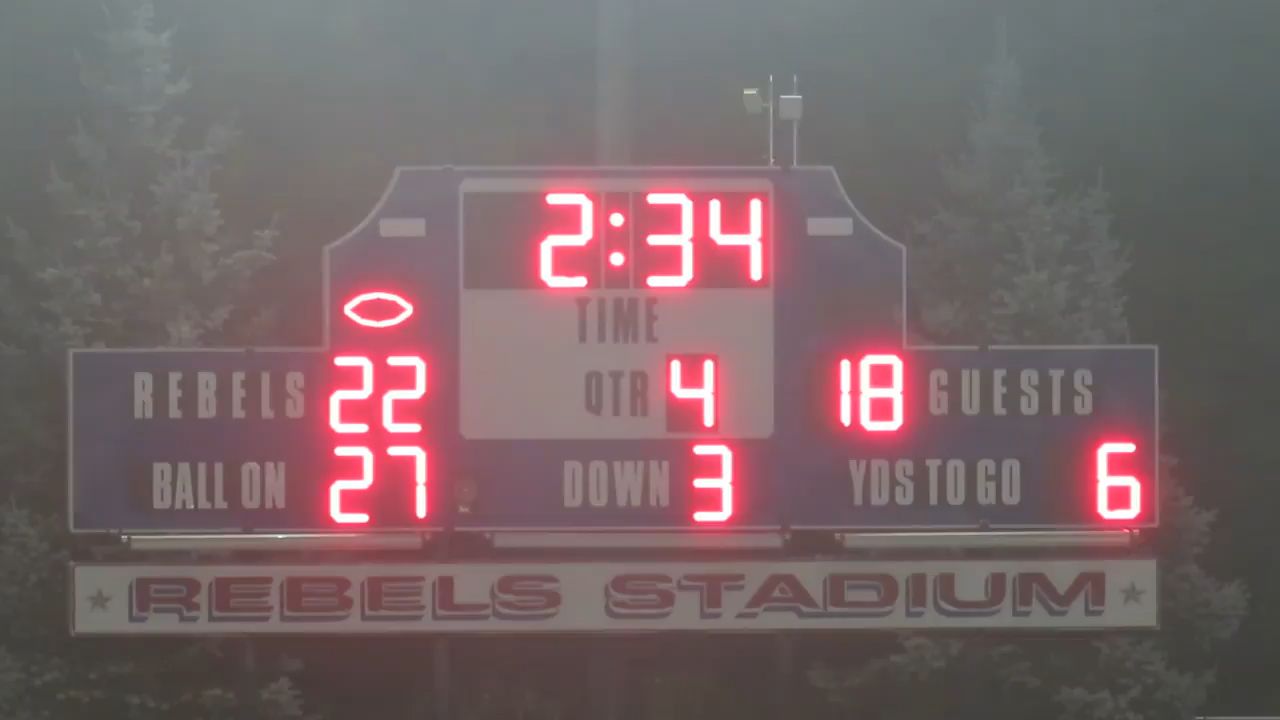 2:34
TIME
REBELS 22 QTR 4 18 GUESTS
BALL ON 27 DOWN 3 YDS TO GO 6
REBELS STADIUM